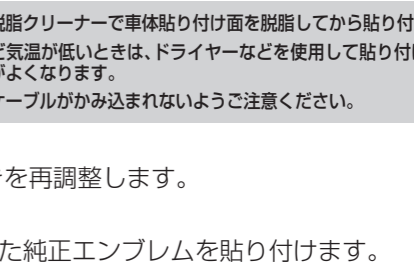 脱脂クリーナーで車体貼り付け面を脱脂してから貼り付
ど気温が低いときは、ドライヤーなどを使用して貼り付け
がよくなります。
ケーブルがかみ込まれないようご注意ください。
を再調整します。
た純正エンブレムを貼り付けます。